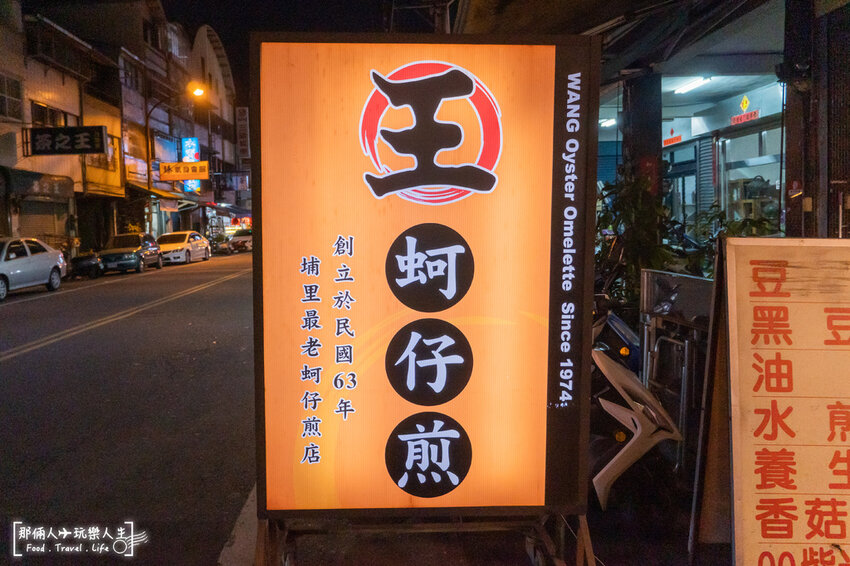 王
蚵仔煎
創立於民國63年
埔里最老蚵仔煎店
WANG Oyster Omelette Since 1974
豆黑油水養香菇
豆
煎
生
那倆人 玩樂人生
Food . Travel . Life